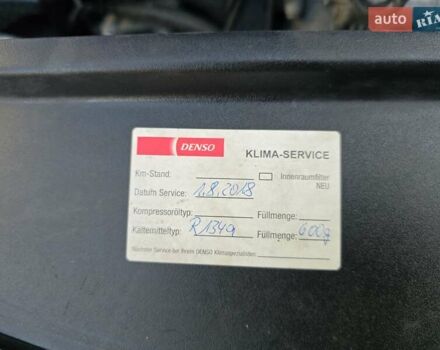 auto RIA
DENSO KLIMA-SERVICE
Km-Stand: Innenraumfilter NEU
Datum Service: 1.8.2018
Kompressoröltyp: Füllmenge:
Kältemitteltyp: R134a Füllmenge: 600g
Nächster Service bei Ihrem DENSO Klimaspezialisten: